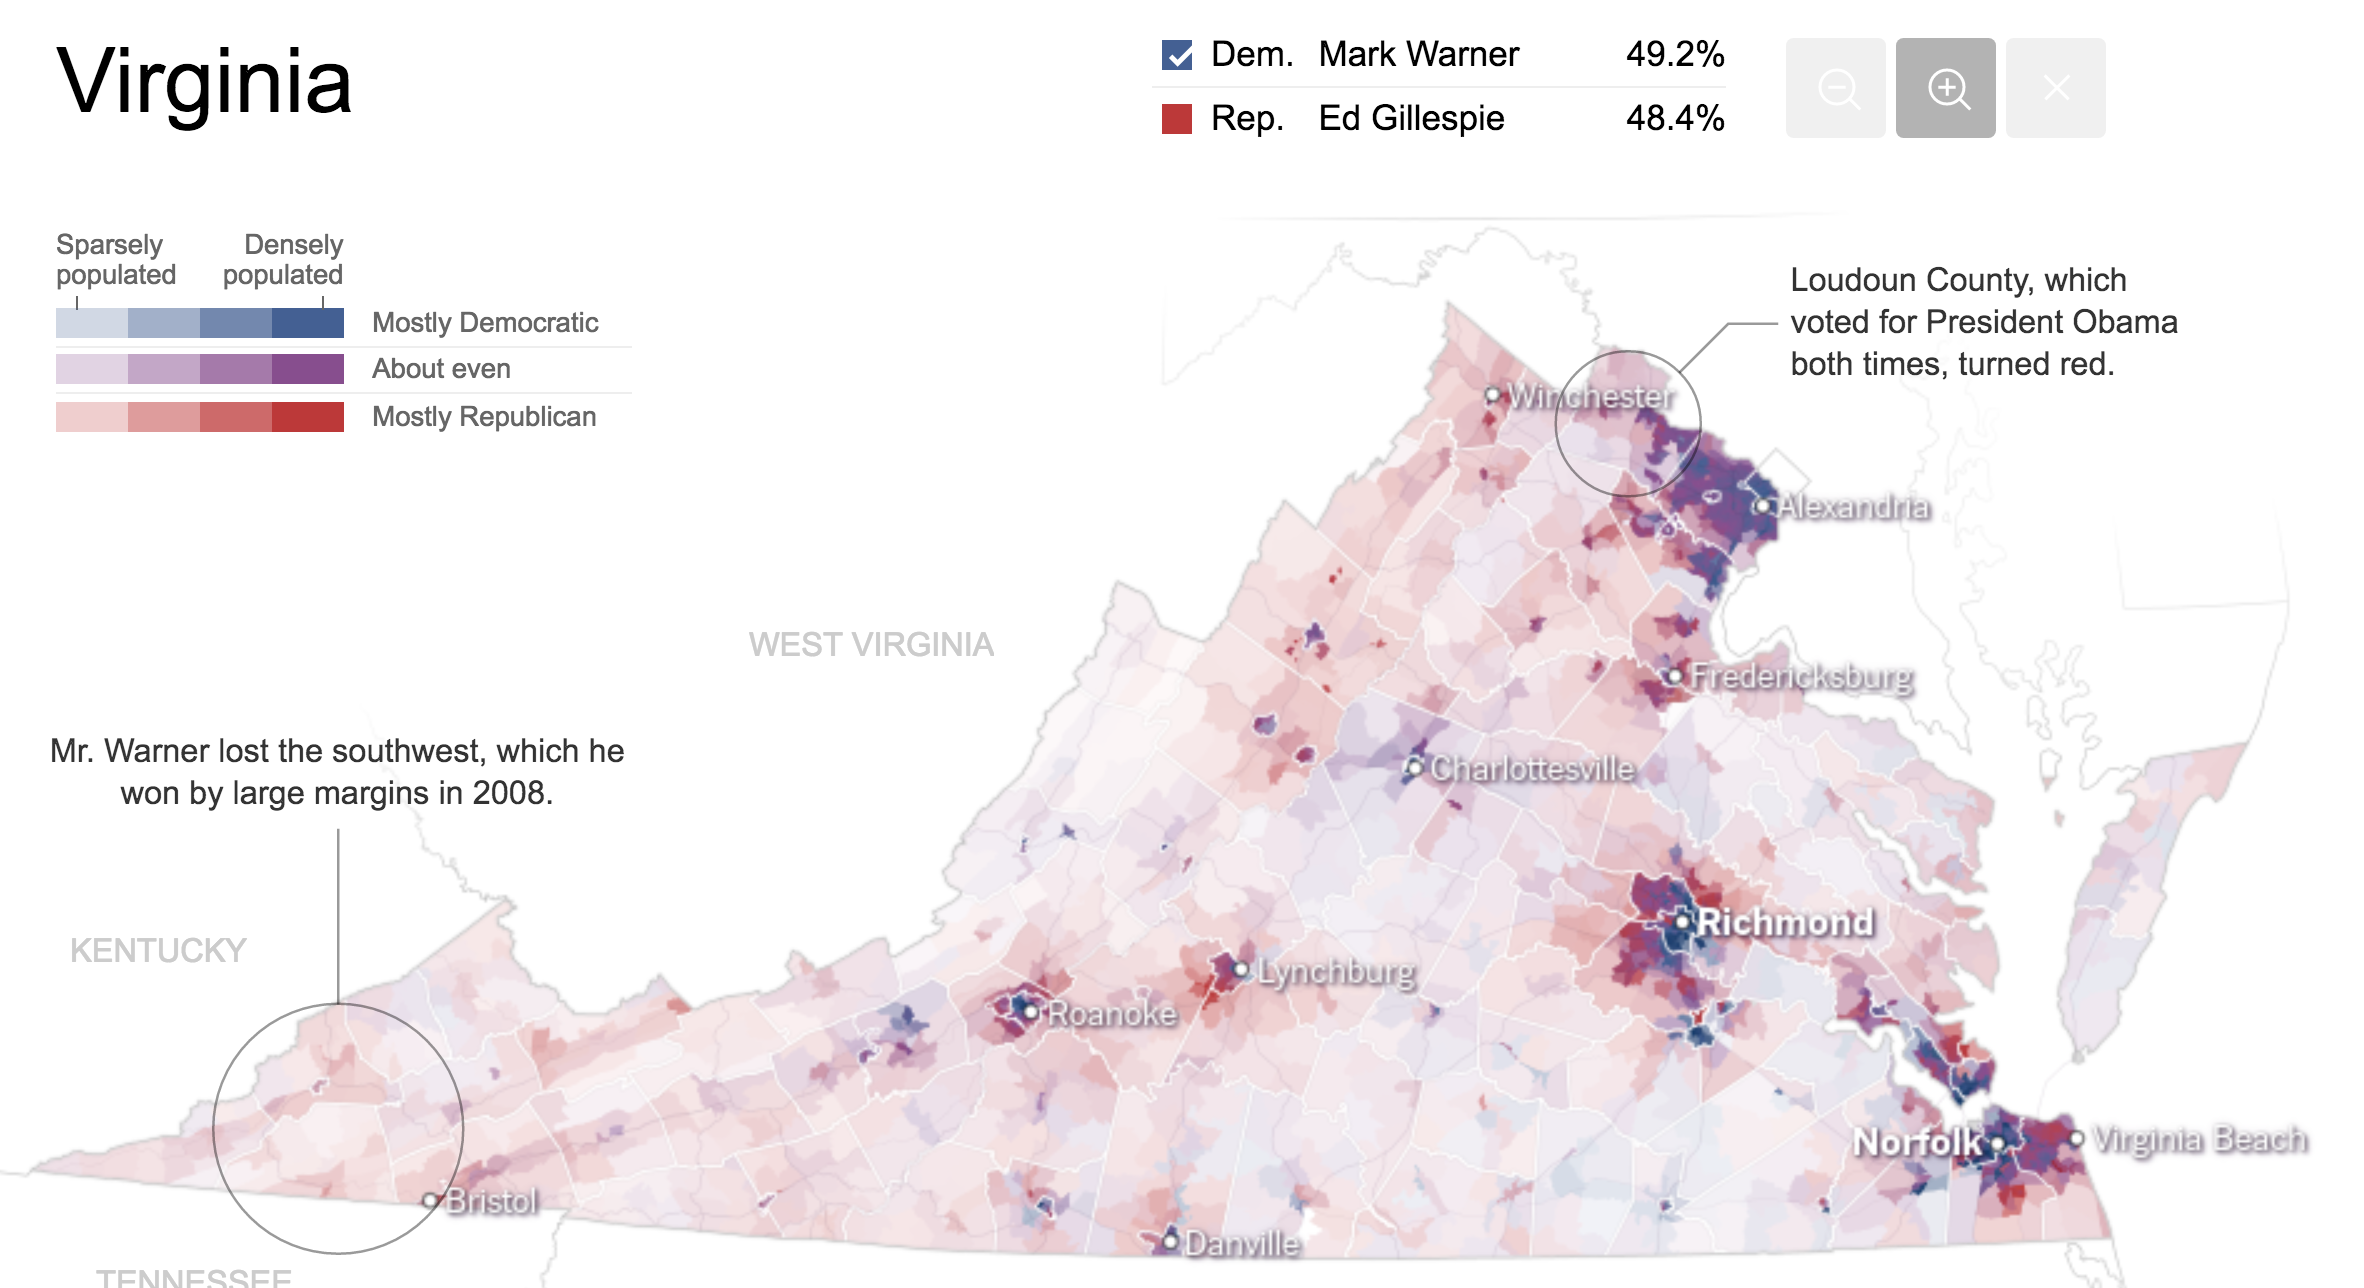 Virginia
Dem. Mark Warner 49.2%
Rep. Ed Gillespie 48.4%
Sparsely populated
Densely populated
Mostly Democratic
About even
Mostly Republican
Loudoun County, which
voted for President Obama
both times, turned red.
Winchester
Alexandria
WEST VIRGINIA
Fredericksburg
Mr. Warner lost the southwest, which he
won by large margins in 2008.
Charlottesville
KENTUCKY
Richmond
Lynchburg
Roanoke
Norfolk
Virginia Beach
Bristol
Danville
TENNESSEE